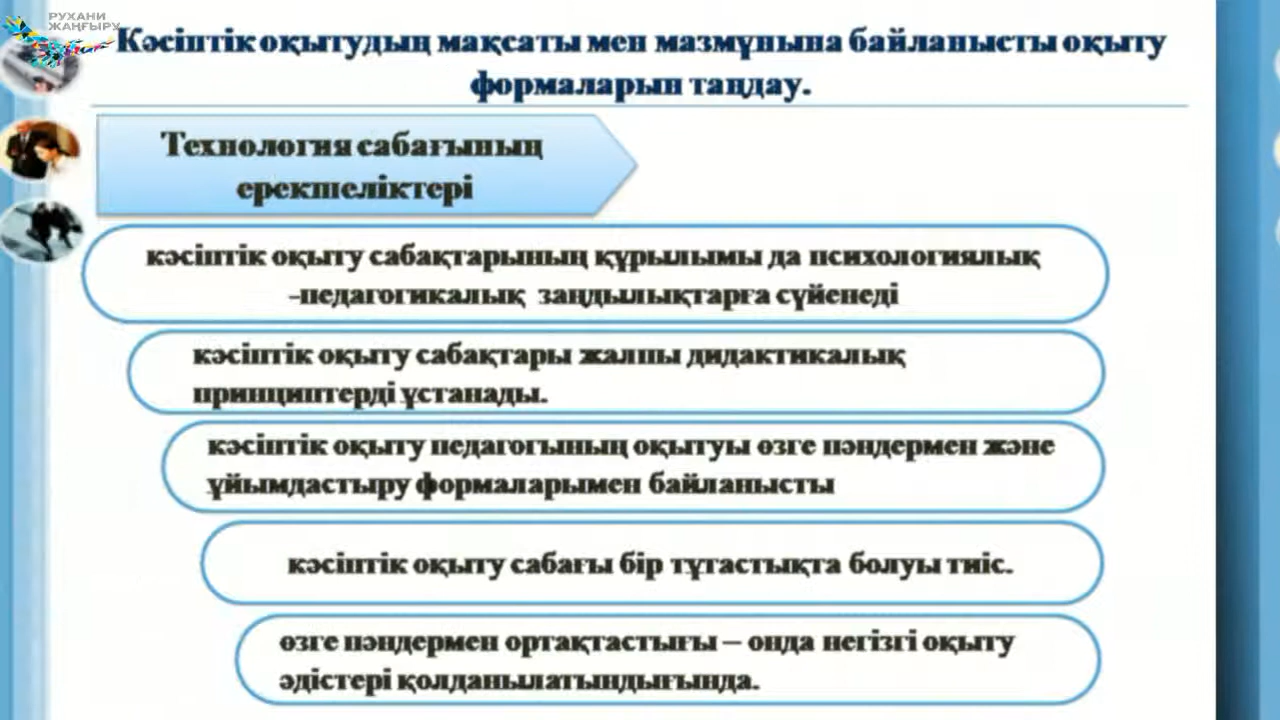 РУХАНИ
ЖАҢҒЫРУ
Кәсіптік оқытудың мақсаты мен мазмұнына байланысты оқыту
формаларын таңдау.
Технология сабағының
ерекшеліктері
кәсіптік оқыту сабақтарының құрылымы да психологиялық
-педагогикалық заңдылықтарға сүйенеді
кәсіптік оқыту сабақтары жалпы дидактикалық
принциптерді ұстанады.
кәсіптік оқыту педагогының оқытуы өзге пәндермен және
ұйымдастыру формаларымен байланысты
кәсіптік оқыту сабағы бір тұтастықта болуы тиіс.
өзге пәндермен ортақтастығы – онда негізгі оқыту
әдістері қолданылатындығында.